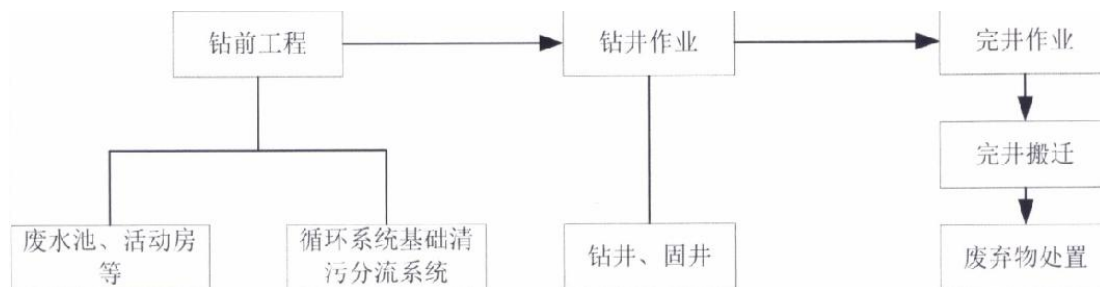 钻前工程
钻井作业
完井作业
完井搬迁
废水池、活动房
等
循环系统基础清
污分流系统
钻井、固井
废弃物处置